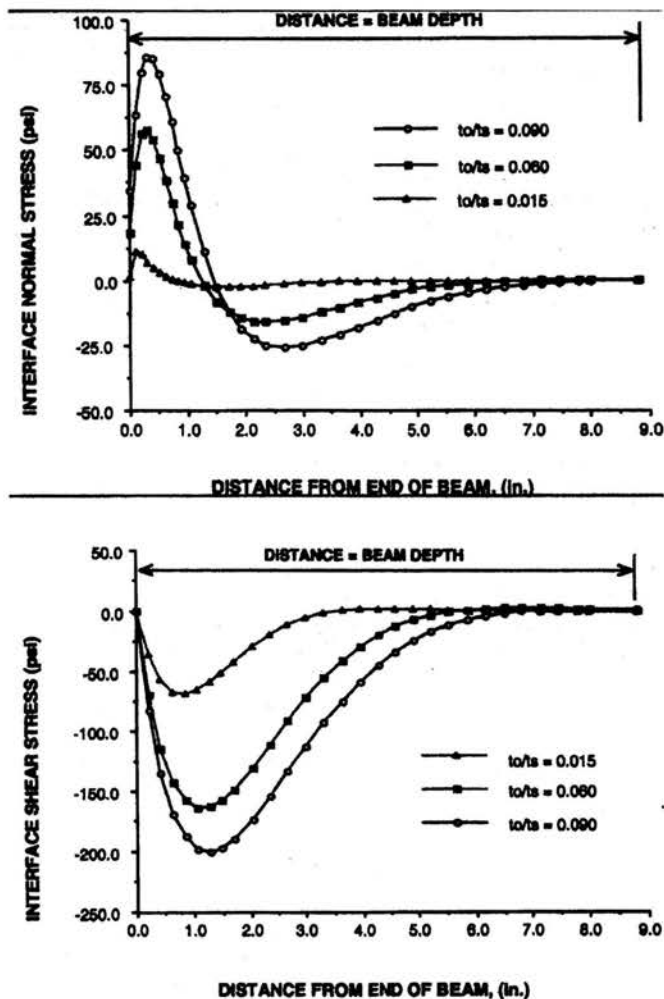 DISTANCE = BEAM DEPTH
100.0
75.0
50.0
25.0
0.0
-25.0
-50.0
INTERFACE NORMAL STRESS (psi)
to/ts = 0.090
to/ts = 0.060
to/ts = 0.015
0.0 1.0 2.0 3.0 4.0 5.0 6.0 7.0 8.0 9.0
DISTANCE FROM END OF BEAM, (in.)
50.0
DISTANCE = BEAM DEPTH
0.0
-50.0
-100.0
-150.0
-200.0
-250.0
INTERFACE SHEAR STRESS (psi)
to/ts = 0.015
to/ts = 0.060
to/ts = 0.090
0.0 1.0 2.0 3.0 4.0 5.0 6.0 7.0 8.0 9.0
DISTANCE FROM END OF BEAM, (in.)